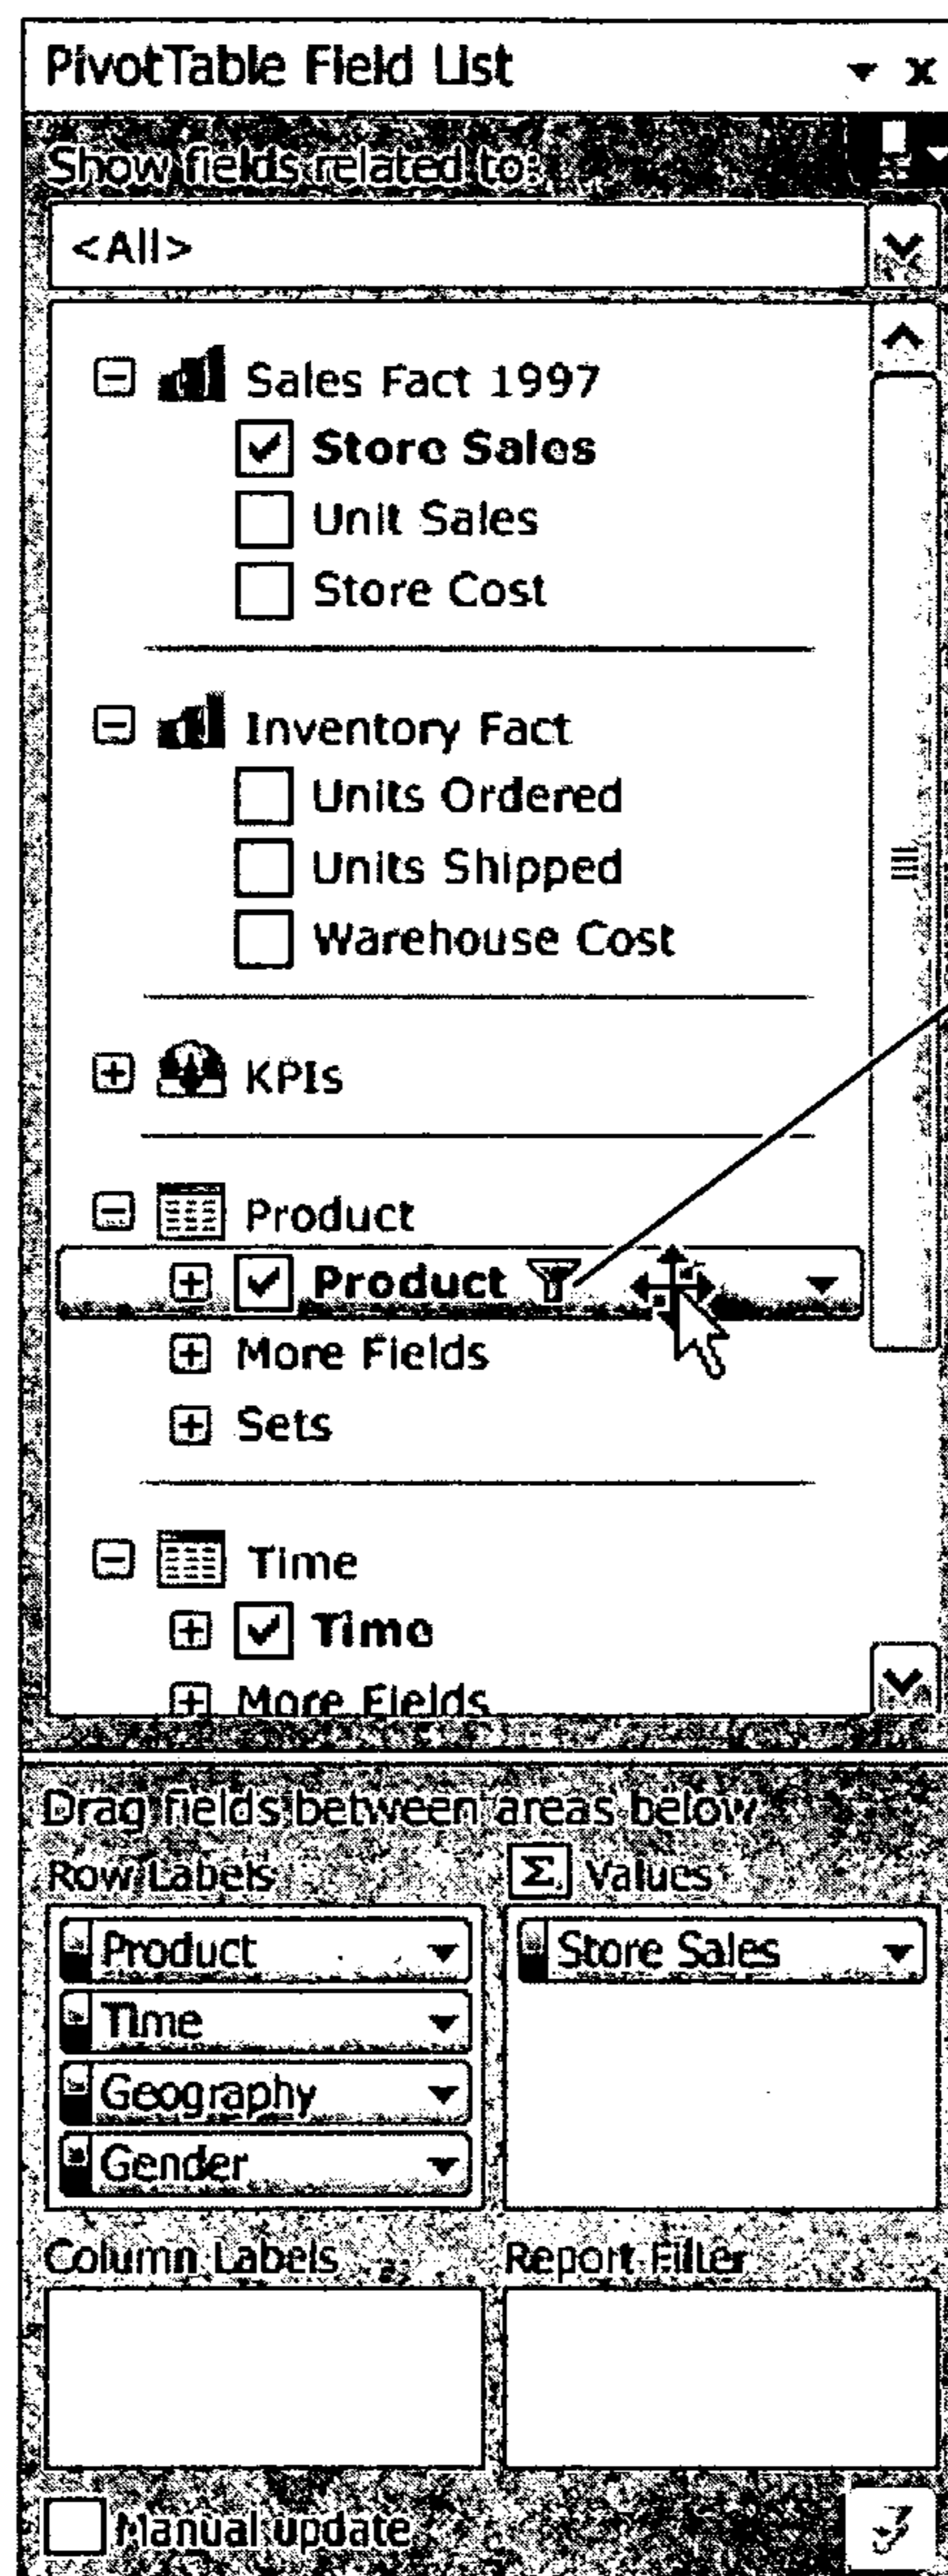 PivotTable Field List
Show fields related to:
<All>
Sales Fact 1997
Store Sales
Unit Sales
Store Cost
Inventory Fact
Units Ordered
Units Shipped
Warehouse Cost
KPIs
Product
Product
More Fields
Sets
Time
Time
More Fields
Drag fields between areas below
Row Labels
Σ Values
Product
Store Sales
Time
Geography
Gender
Column Labels
Report Filter
Manual update